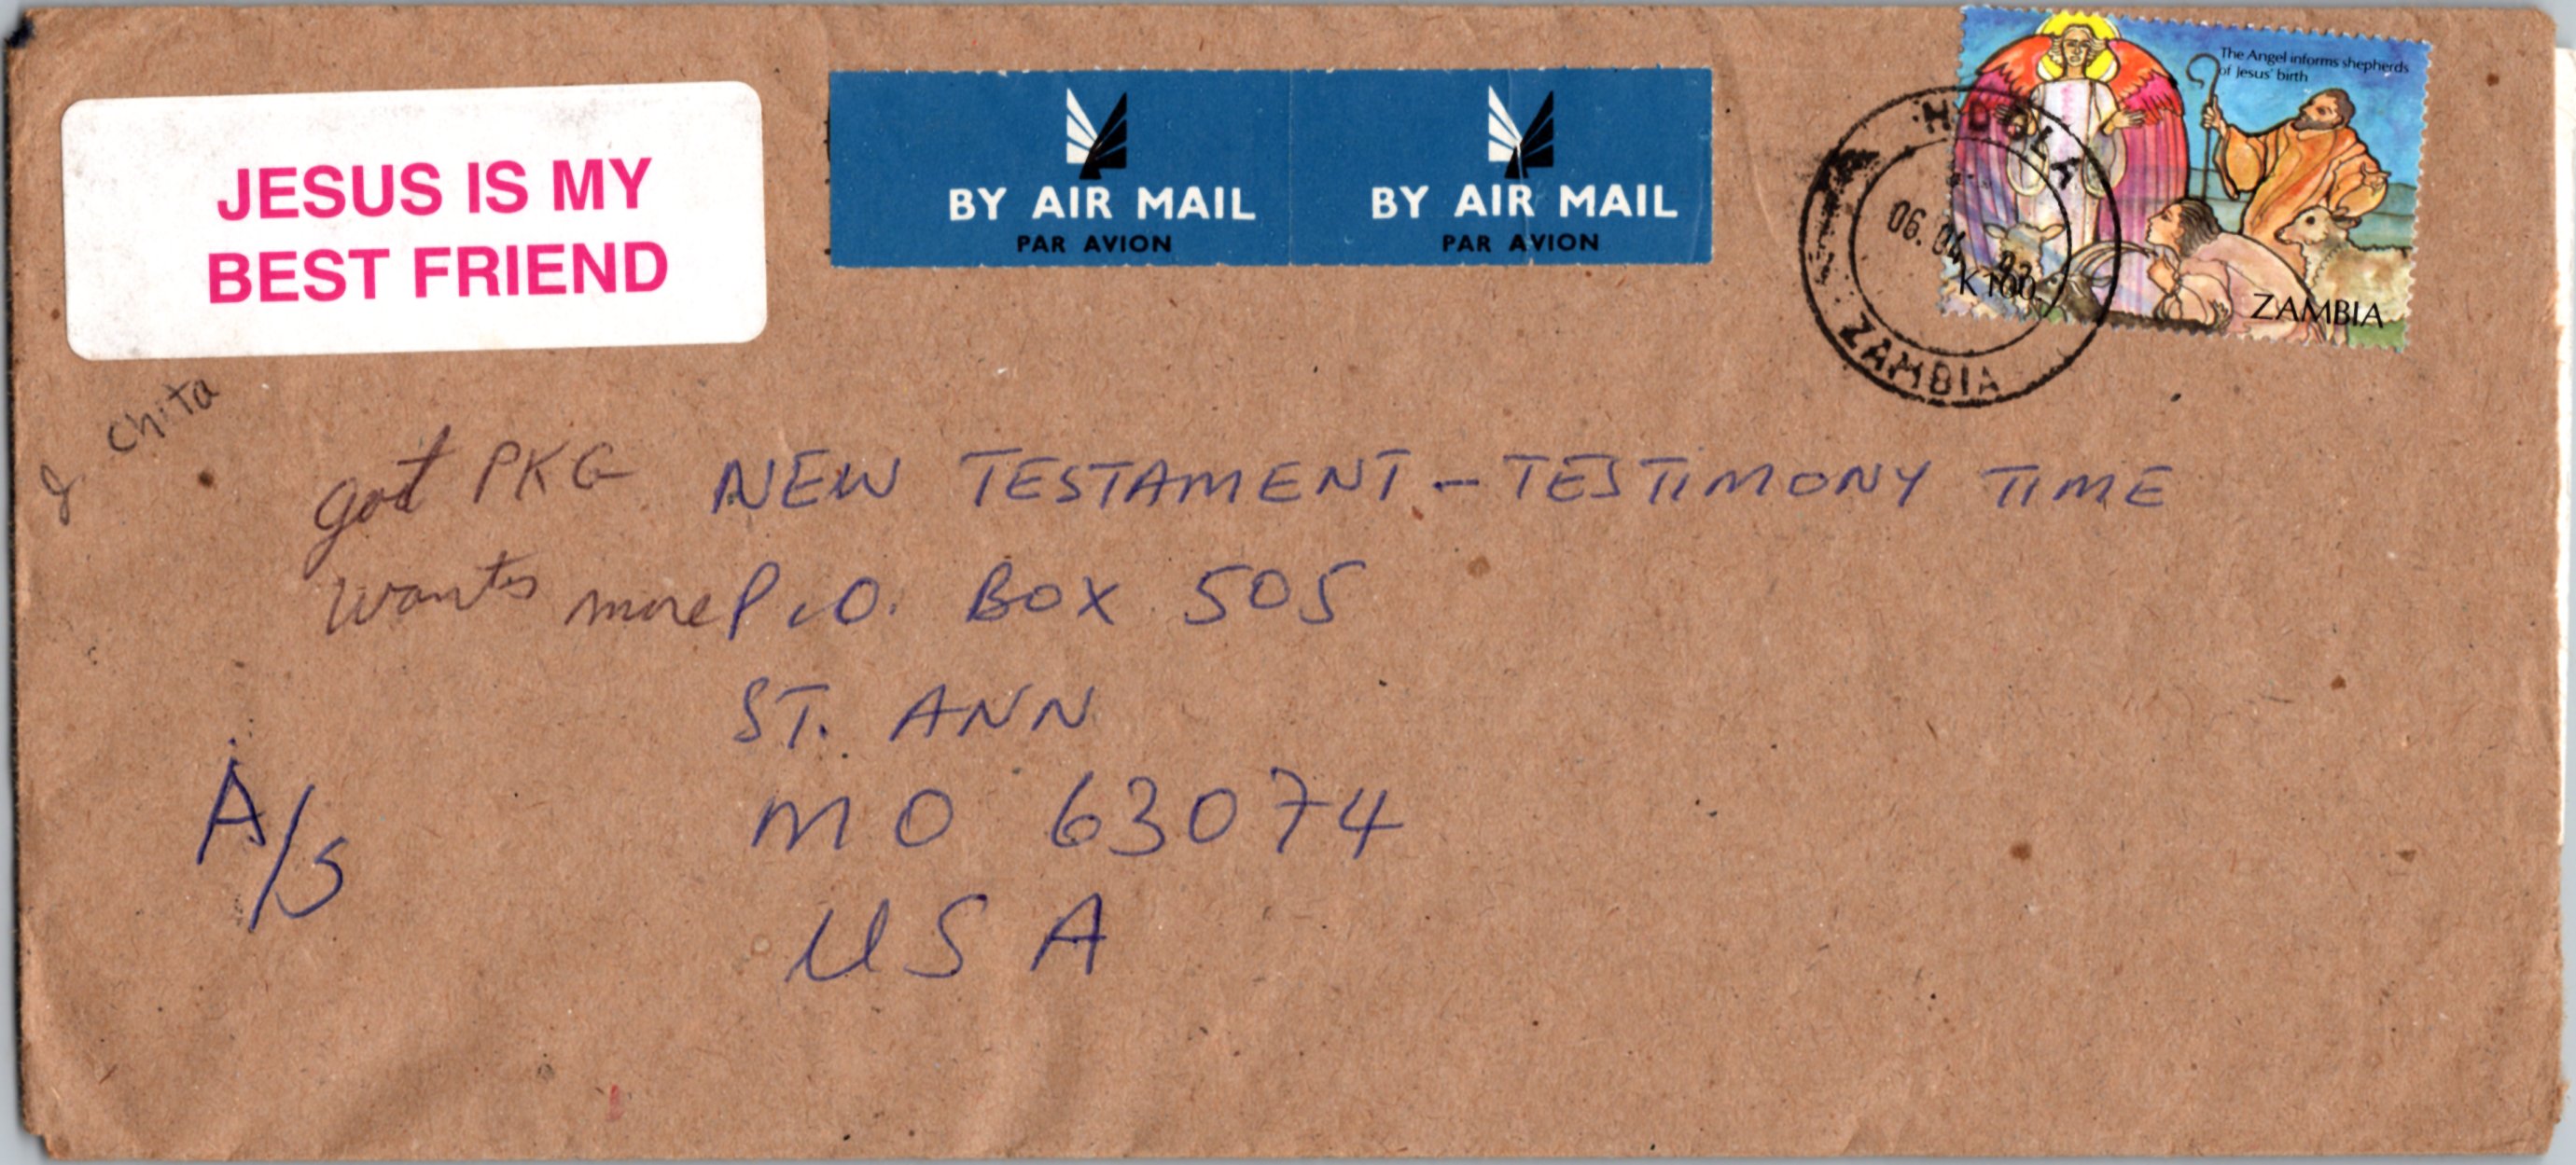 JESUS IS MY
BEST FRIEND
BY AIR MAIL
PAR AVION
BY AIR MAIL
PAR AVION
The Angel informs shepherds
of Jesus' birth
K100
ZAMBIA
06.04
ZAMBIA
J. Chita
got PKG
wants more
NEW TESTAMENT - TESTIMONY TIME
P.O. BOX 505
ST. ANN
MO 63074
USA
A/S